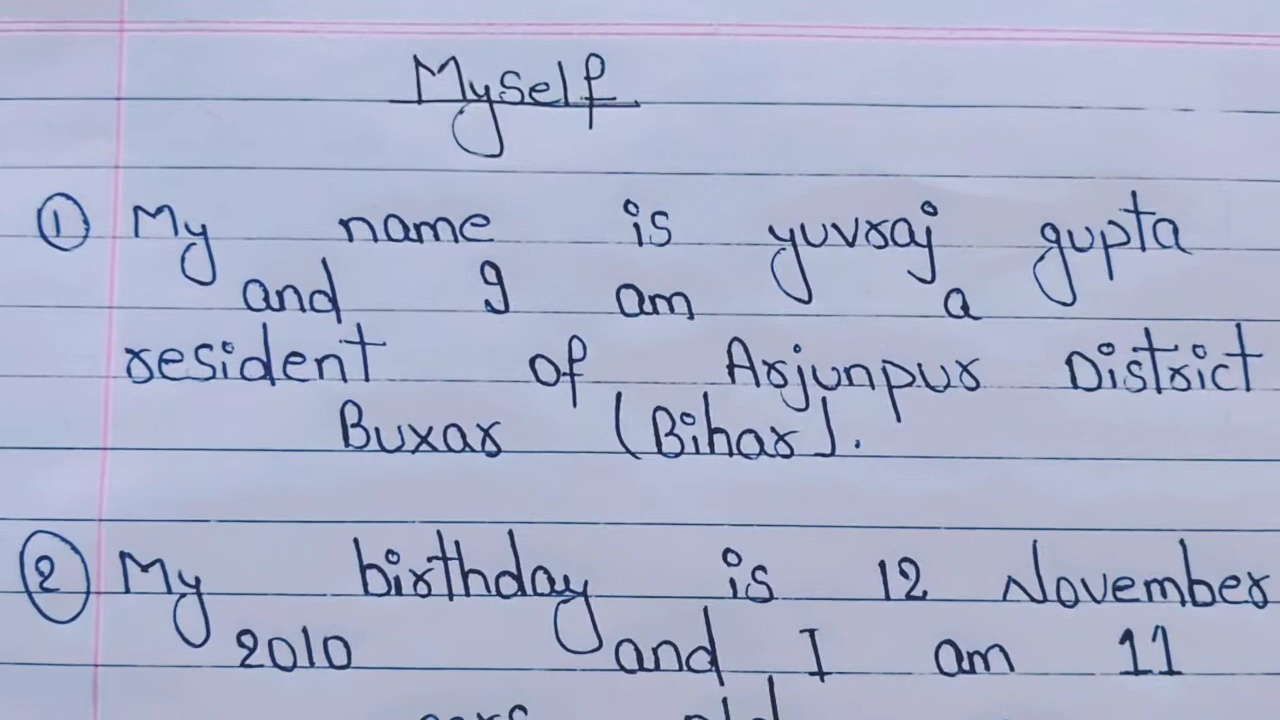 Myself
① My name is yuvraj gupta
and I am a
resident of Arjunpur District
Buxar (Bihar).
② My birthday is 12 November
2010 and I am 11